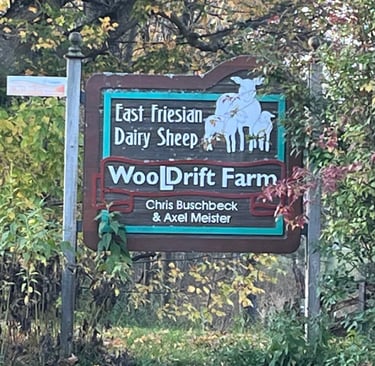 East Friesian
Dairy Sheep
WoolDrift Farm
Chris Buschbeck
& Axel Meister